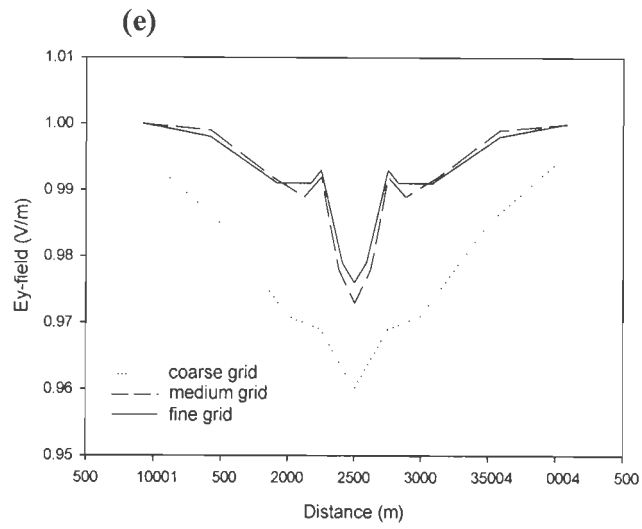 (e)
1.01
1.00
0.99
0.98
0.97
0.96
0.95
Ey-field (V/m)
coarse grid
medium grid
fine grid
500 10001 500 2000 2500 3000 35004 0004 500
Distance (m)